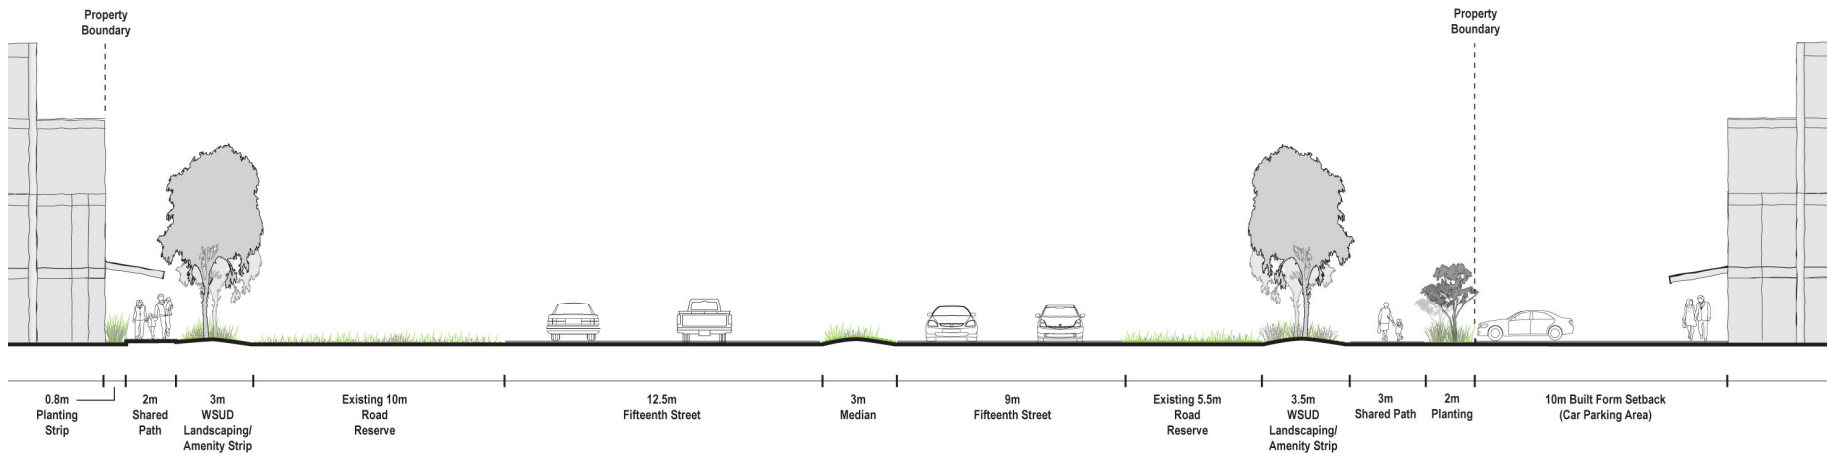 Property
Boundary
Property
Boundary
0.8m
Planting
Strip
2m
Shared
Path
3m
WSUD
Landscaping/
Amenity Strip
Existing 10m
Road
Reserve
12.5m
Fifteenth Street
3m
Median
9m
Fifteenth Street
Existing 5.5m
Road
Reserve
3.5m
WSUD
Landscaping/
Amenity Strip
3m
Shared Path
2m
Planting
10m Built Form Setback
(Car Parking Area)